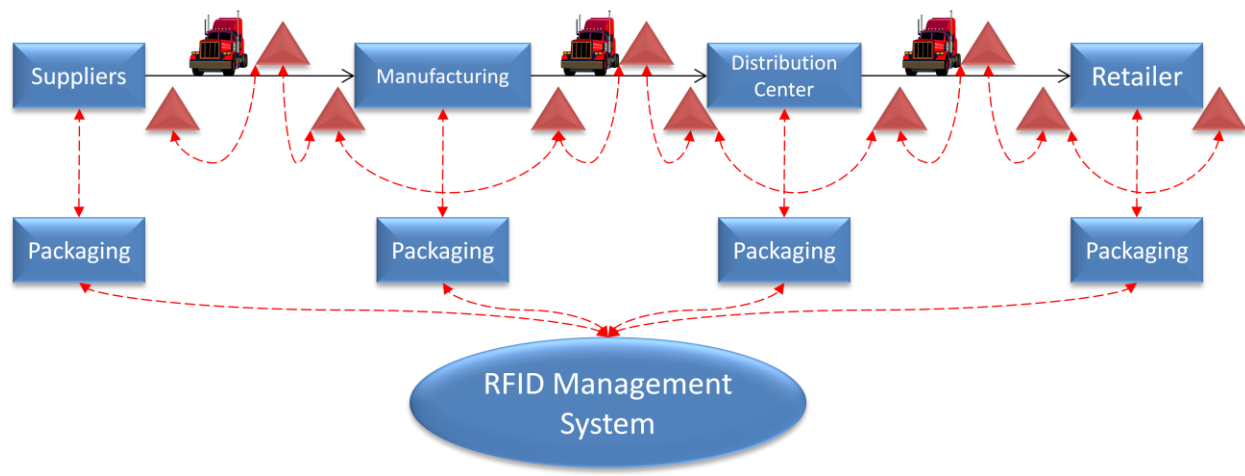 Suppliers
Manufacturing
Distribution
Center
Retailer
Packaging
Packaging
Packaging
Packaging
RFID Management
System